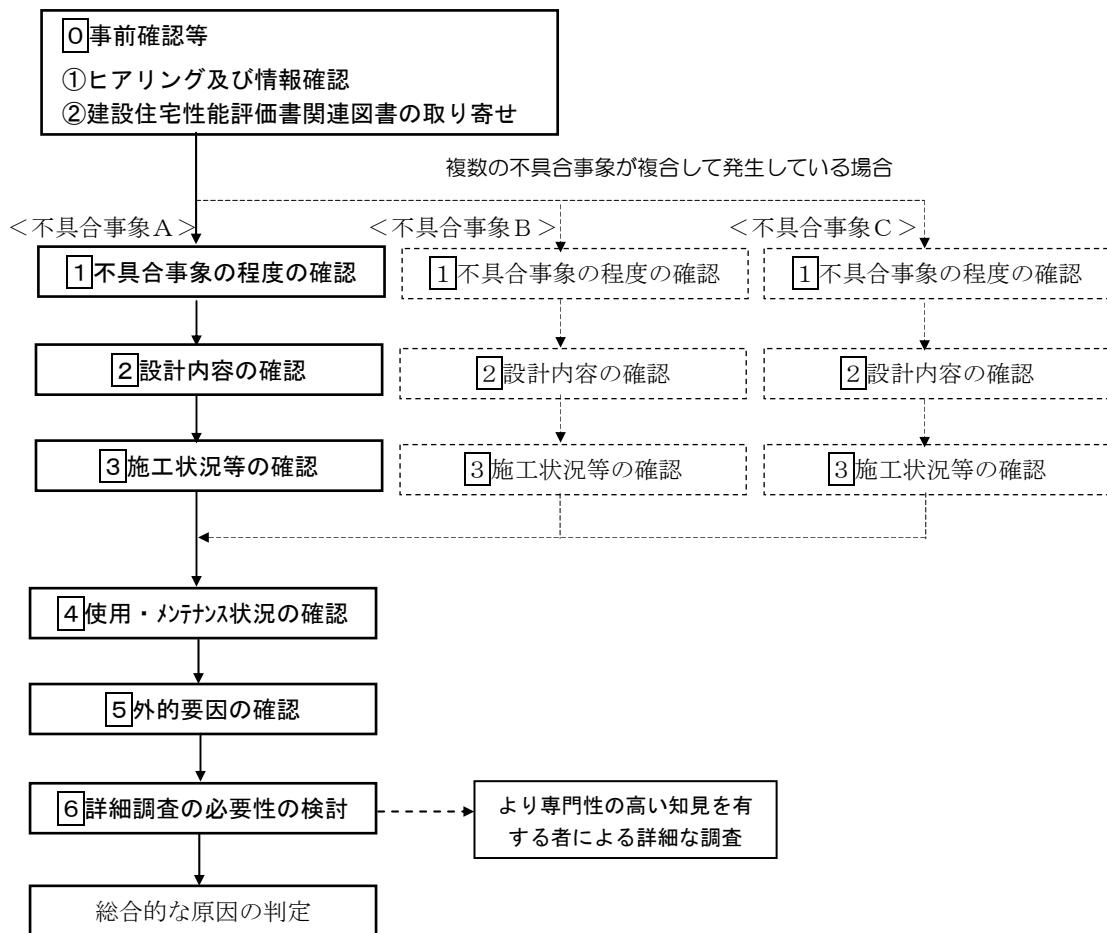 0事前確認等
①ヒアリング及び情報確認
②建設住宅性能評価書関連図書の取り寄せ
複数の不具合事象が複合して発生している場合
＜不具合事象Ａ＞
＜不具合事象Ｂ＞
＜不具合事象Ｃ＞
1不具合事象の程度の確認
1不具合事象の程度の確認
1不具合事象の程度の確認
2設計内容の確認
2設計内容の確認
2設計内容の確認
3施工状況等の確認
3施工状況等の確認
3施工状況等の確認
4使用・ﾒﾝﾃﾅﾝｽ状況の確認
5外的要因の確認
6詳細調査の必要性の検討
より専門性の高い知見を有
する者による詳細な調査
総合的な原因の判定